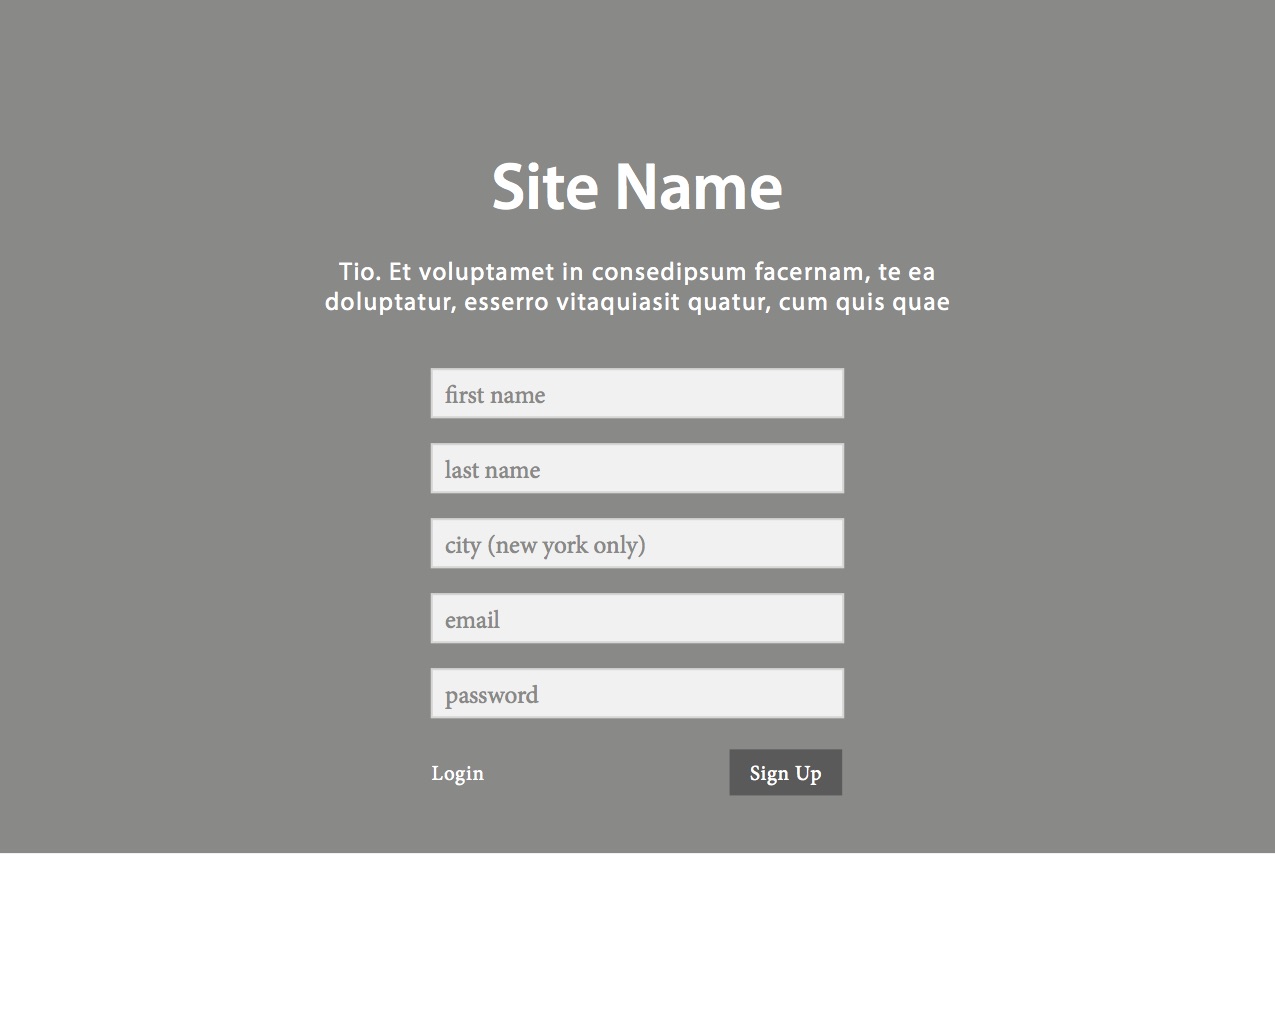 Site Name
Tio. Et voluptamet in consedipsum facernam, te ea
doluptatur, esserro vitaquiasit quatur, cum quis quae
first name
last name
city (new york only)
email
password
Login
Sign Up